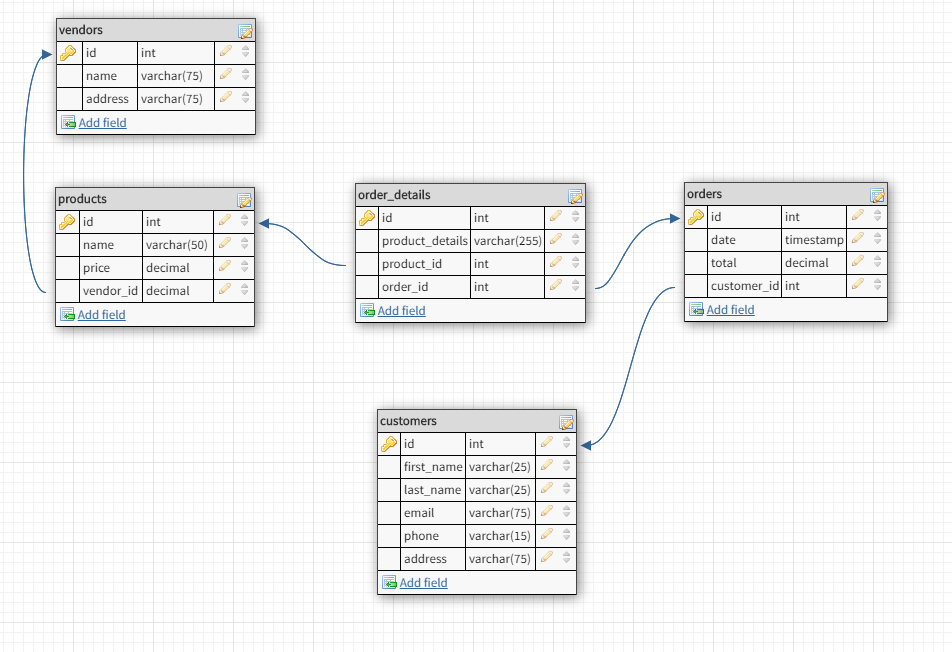 vendors
id int
name varchar(75)
address varchar(75)
Add field
products
id int
name varchar(50)
price decimal
vendor_id decimal
Add field
order_details
id int
product_details varchar(255)
product_id int
order_id int
Add field
orders
id int
date timestamp
total decimal
customer_id int
Add field
customers
id int
first_name varchar(25)
last_name varchar(25)
email varchar(75)
phone varchar(15)
address varchar(75)
Add field